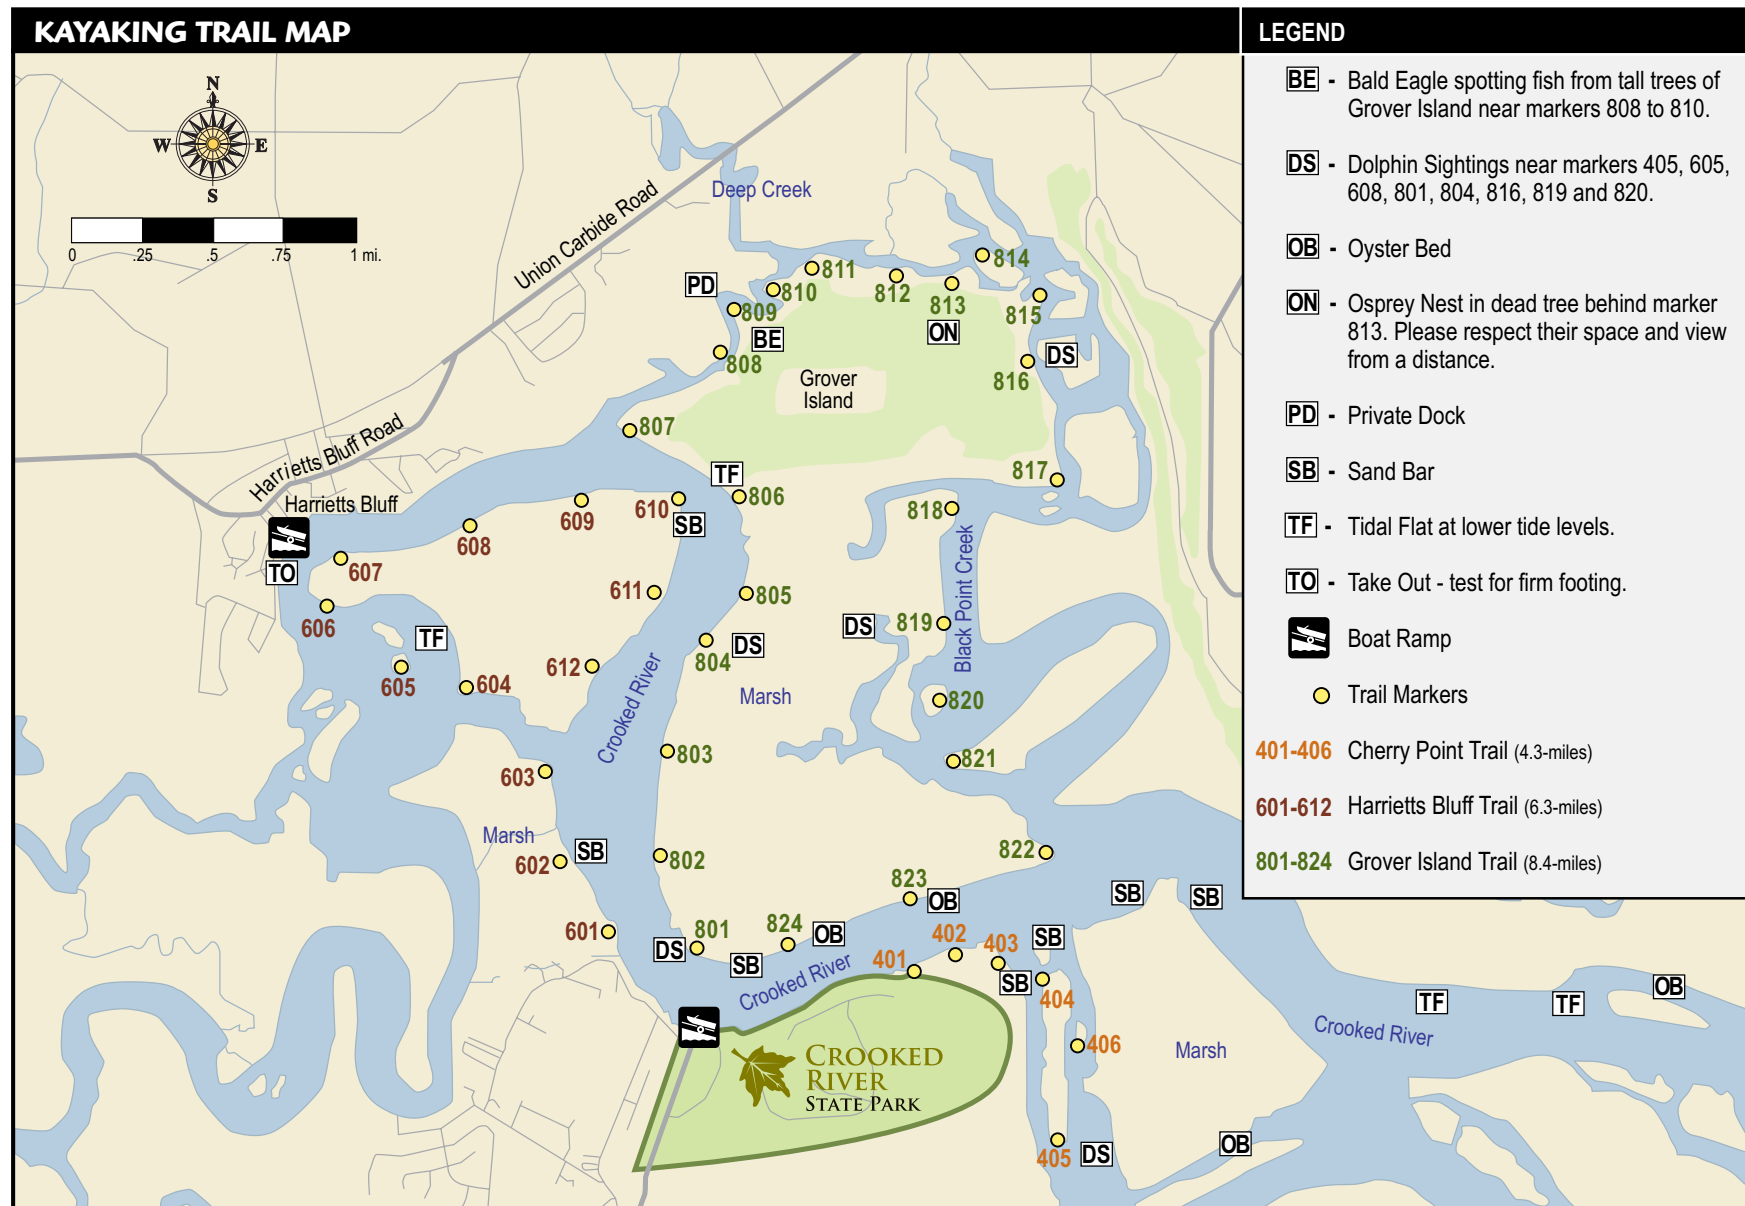 KAYAKING TRAIL MAP
N
W
E
S
0 .25 .5 .75 1 mi.
Union Carbide Road
Deep Creek
Harrietts Bluff Road
Harrietts Bluff
TO
PD
BE
ON
DS
Grover
Island
TF
SB
811
810
809
808
807
812
813
814
815
816
817
818
806
805
804
DS
Marsh
DS
819
Black Point Creek
820
821
822
803
802
801
DS
SB
824
OB
823
OB
610
609
608
607
606
TF
605
604
611
612
Crooked River
603
Marsh
602
SB
601
Crooked River
401
402
403
SB
SB
404
406
405
DS
Marsh
SB
SB
OB
TF
TF
OB
Crooked River
CROOKED
RIVER
STATE PARK
LEGEND
BE - Bald Eagle spotting fish from tall trees of
Grover Island near markers 808 to 810.
DS - Dolphin Sightings near markers 405, 605,
608, 801, 804, 816, 819 and 820.
OB - Oyster Bed
ON - Osprey Nest in dead tree behind marker
813. Please respect their space and view
from a distance.
PD - Private Dock
SB - Sand Bar
TF - Tidal Flat at lower tide levels.
TO - Take Out - test for firm footing.
Boat Ramp
Trail Markers
401-406 Cherry Point Trail (4.3-miles)
601-612 Harrietts Bluff Trail (6.3-miles)
801-824 Grover Island Trail (8.4-miles)